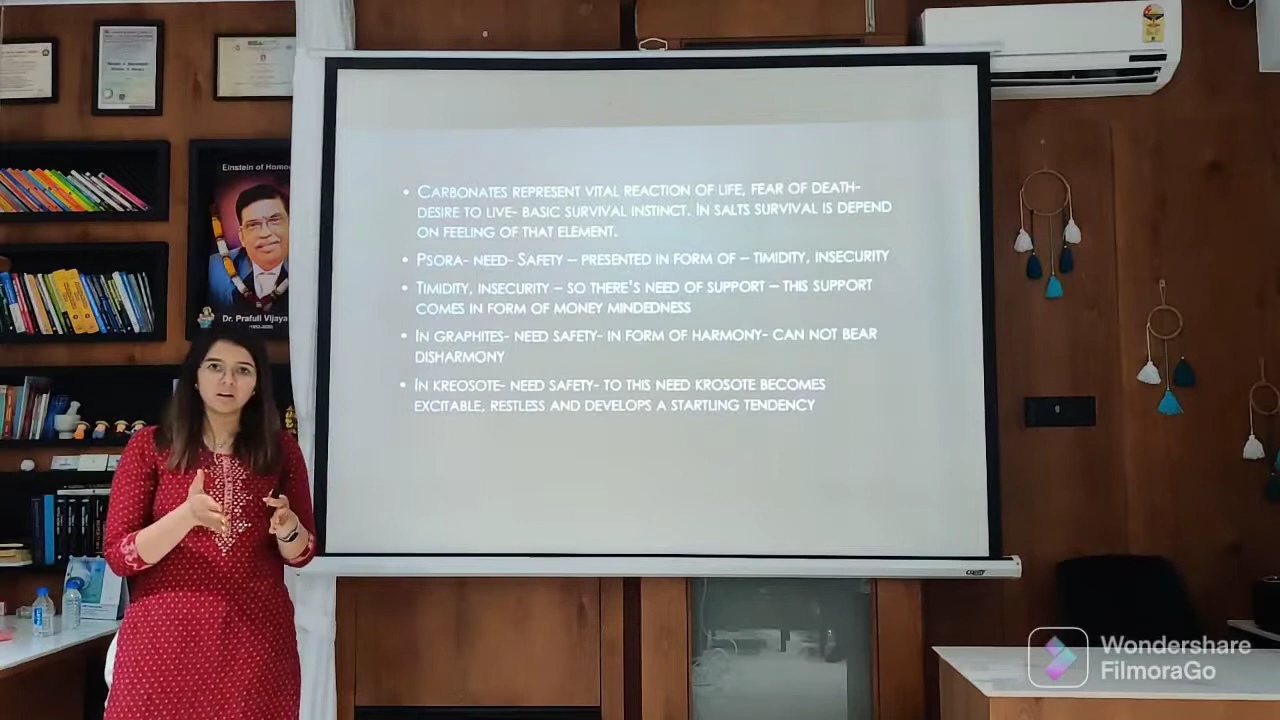 Einstein of Homo
Dr. Prafull Vijaya
• CARBONATES REPRESENT VITAL REACTION OF LIFE, FEAR OF DEATH-
DESIRE TO LIVE- BASIC SURVIVAL INSTINCT. IN SALTS SURVIVAL IS DEPEND
ON FEELING OF THAT ELEMENT.
• PSORA- NEED- SAFETY – PRESENTED IN FORM OF – TIMIDITY, INSECURITY
• TIMIDITY, INSECURITY – SO THERE'S NEED OF SUPPORT – THIS SUPPORT
COMES IN FORM OF MONEY MINDEDNESS
• IN GRAPHITES- NEED SAFETY- IN FORM OF HARMONY- CAN NOT BEAR
DISHARMONY
• IN KREOSOTE- NEED SAFETY- TO THIS NEED KROSOTE BECOMES
EXCITABLE, RESTLESS AND DEVELOPS A STARTLING TENDENCY
Wondershare
FilmoraGo